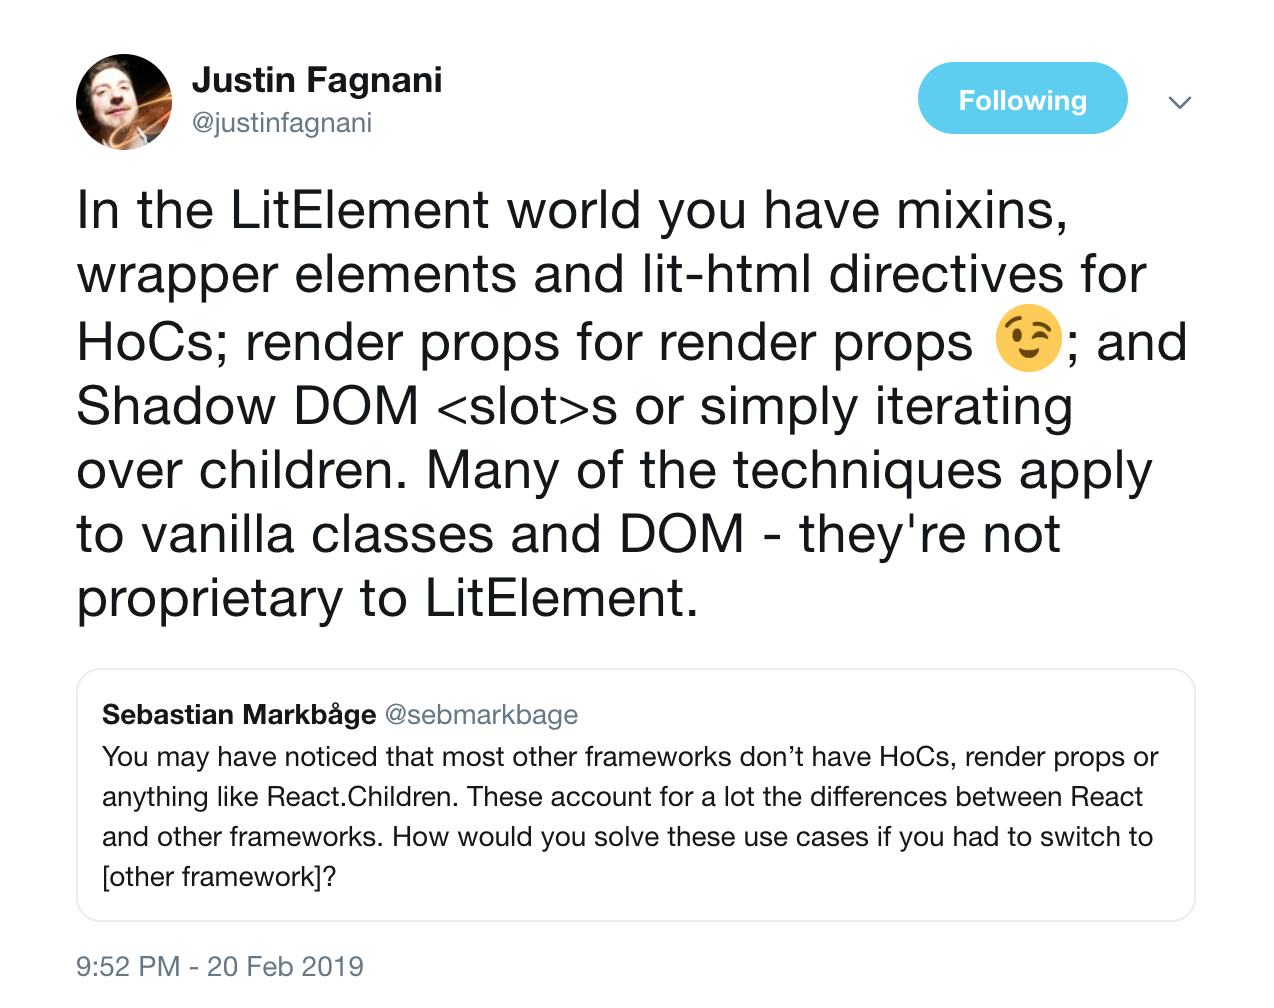 Justin Fagnani
@justinfagnani
Following
In the LitElement world you have mixins,
wrapper elements and lit-html directives for
HoCs; render props for render props 😉; and
Shadow DOM <slot>s or simply iterating
over children. Many of the techniques apply
to vanilla classes and DOM - they're not
proprietary to LitElement.
Sebastian Markbåge @sebmarkbage
You may have noticed that most other frameworks don’t have HoCs, render props or
anything like React.Children. These account for a lot the differences between React
and other frameworks. How would you solve these use cases if you had to switch to
[other framework]?
9:52 PM - 20 Feb 2019